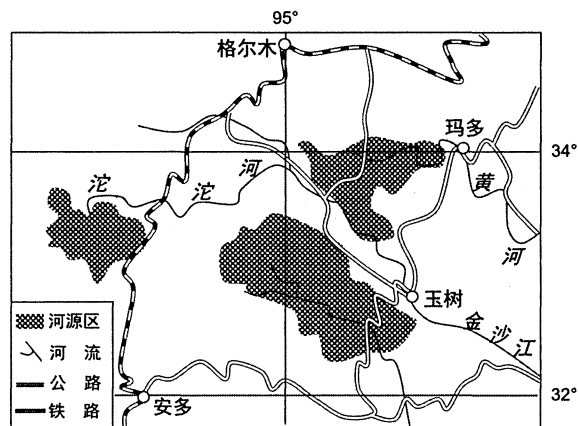 95°
格尔木
玛多
34°
沱
沱
河
黄
河
玉树
金沙江
河源区
河流
公路
铁路
安多
32°